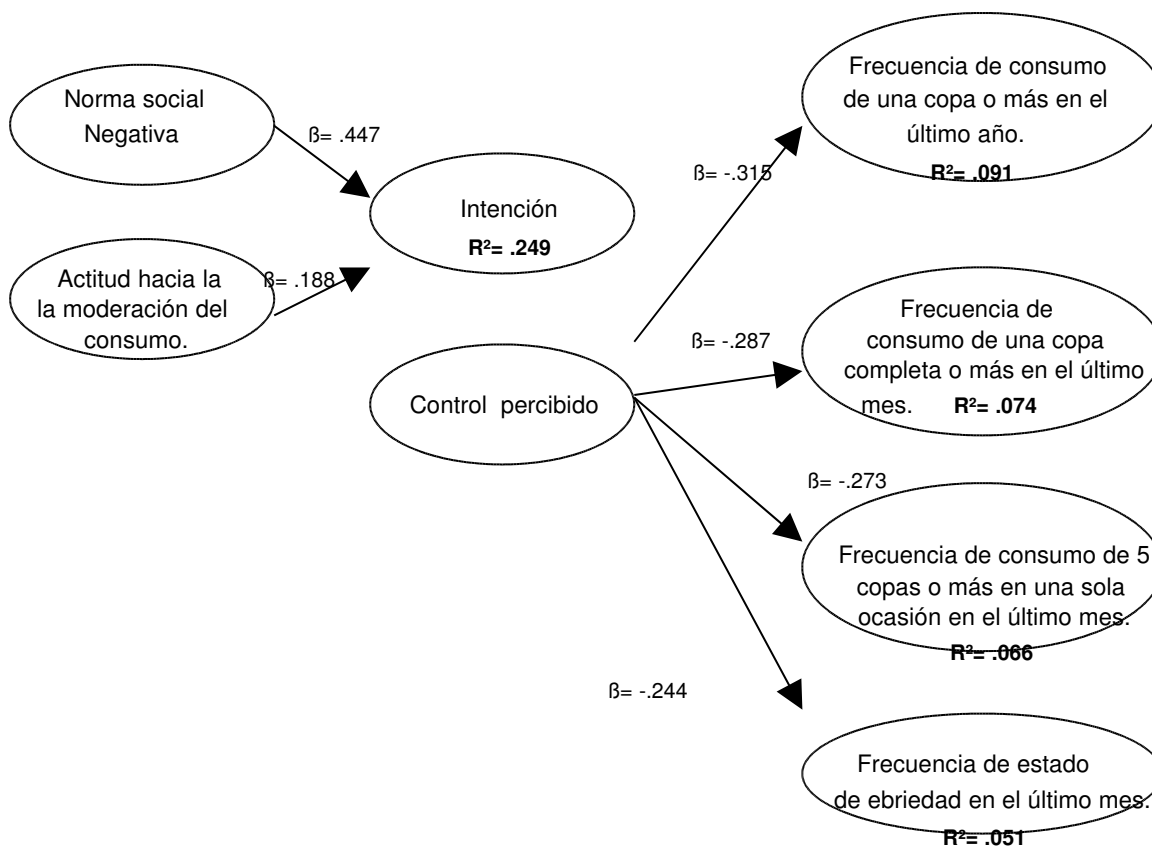 Norma social
Negativa
ß= .447
Actitud hacia la
la moderación del
consumo.
ß= .188
Intención
R²= .249
Control percibido
ß= -.315
Frecuencia de consumo
de una copa o más en el
último año.
R²= .091
ß= -.287
Frecuencia de
consumo de una copa
completa o más en el último
mes. R²= .074
ß= -.273
Frecuencia de consumo de 5
copas o más en una sola
ocasión en el último mes.
R²= .066
ß= -.244
Frecuencia de estado
de ebriedad en el último mes.
R²= .051